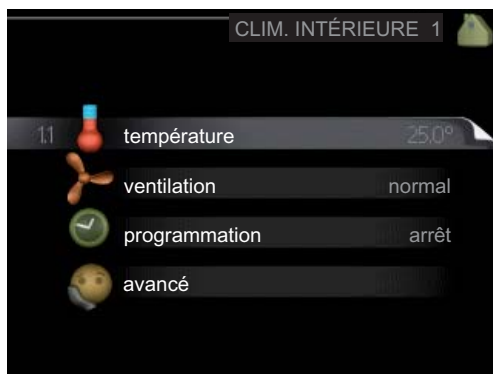 CLIM. INTÉRIEURE 1
1.1 température 25.0°
ventilation normal
programmation arrêt
avancé